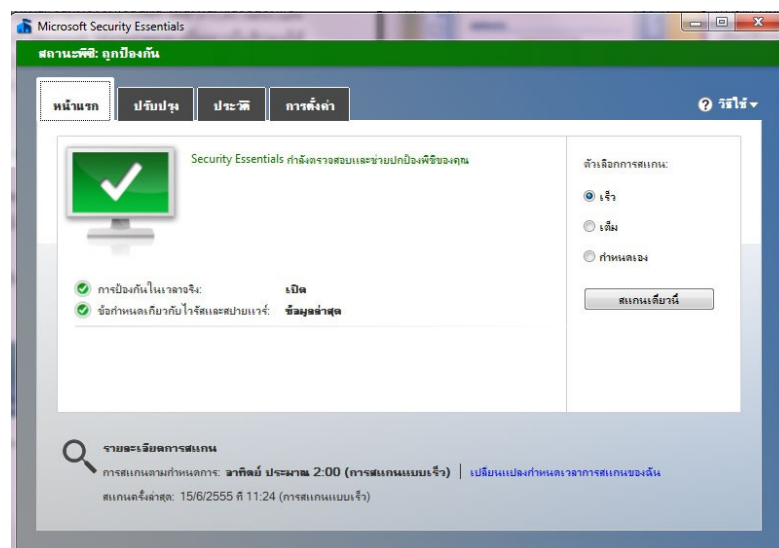 Microsoft Security Essentials
สถานะพีซี: ถูกป้องกัน
หน้าแรก ปรับปรุง ประวัติ การตั้งค่า วิธีใช้
Security Essentials กำลังตรวจสอบและช่วยปกป้องพีซีของคุณ
ตัวเลือกการสแกน:
เร็ว
เต็ม
กำหนดเอง
สแกนเดี๋ยวนี้
การป้องกันในเวลาจริง: เปิด
ข้อกำหนดเกี่ยวกับไวรัสและสปายแวร์: ข้อมูลล่าสุด
รายละเอียดการสแกน
การสแกนตามกำหนดการ: อาทิตย์ ประมาณ 2:00 (การสแกนแบบเร็ว) | เปลี่ยนแปลงกำหนดเวลาการสแกนของฉัน
สแกนครั้งล่าสุด: 15/6/2555 ที่ 11:24 (การสแกนแบบเร็ว)